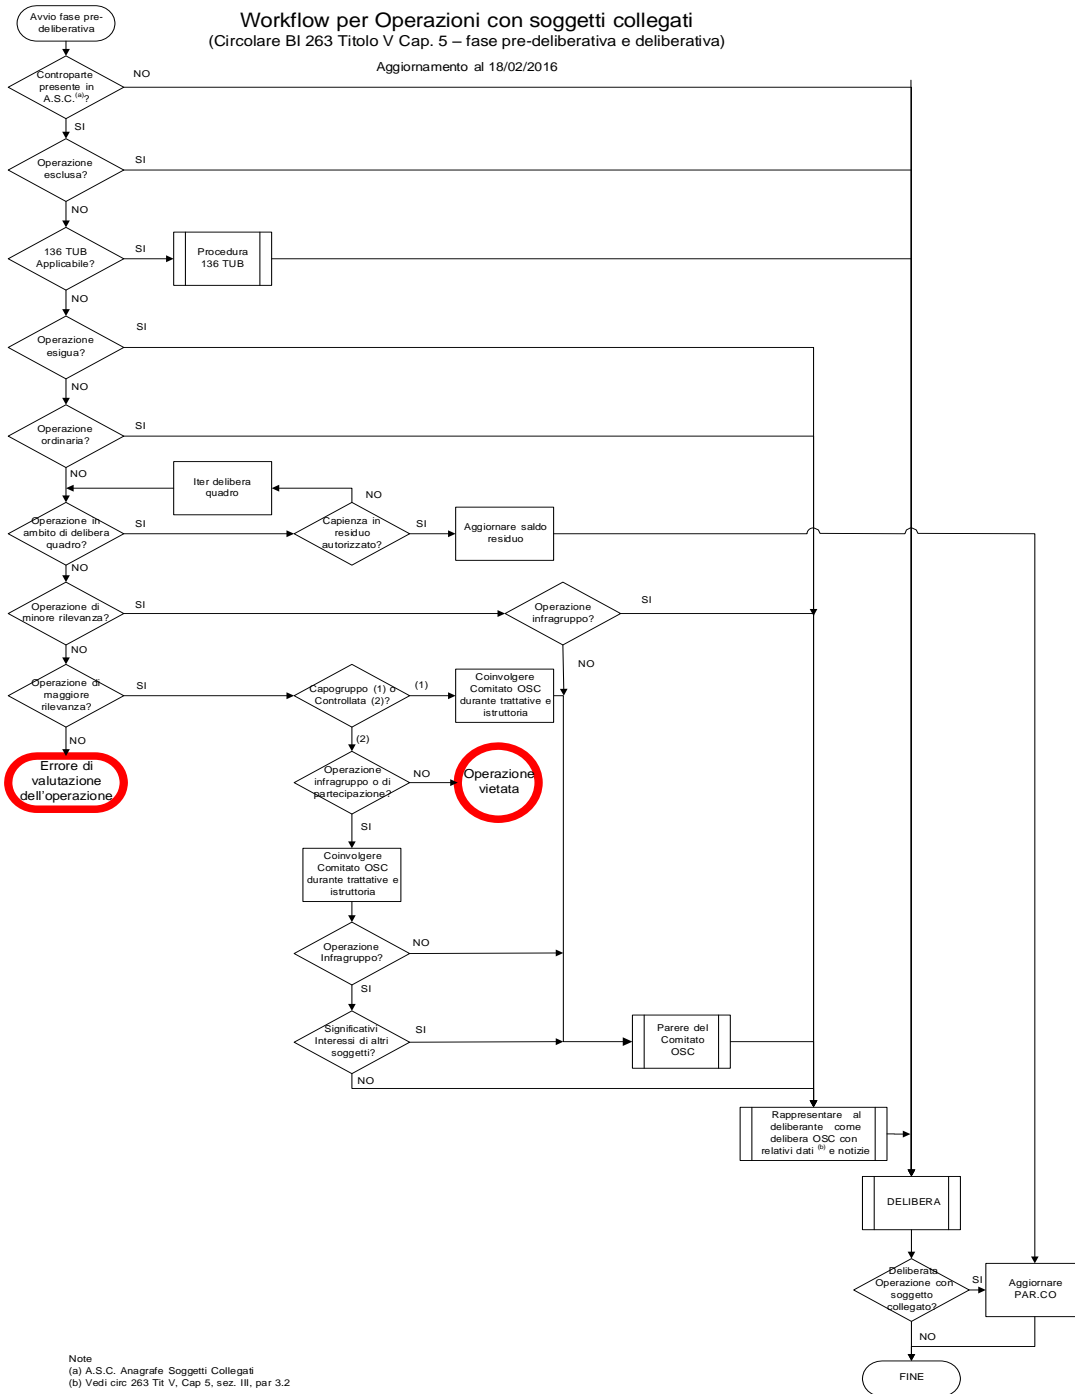 Avvio fase pre-
deliberativa
Workflow per Operazioni con soggetti collegati
(Circolare BI 263 Titolo V Cap. 5 – fase pre-deliberativa e deliberativa)
Aggiornamento al 18/02/2016
Controparte
presente in
A.S.C.(a)?
NO
SI
Operazione
esclusa?
SI
NO
136 TUB
Applicabile?
SI
Procedura
136 TUB
NO
Operazione
esigua?
SI
NO
Operazione
ordinaria?
SI
NO
Iter delibera
quadro
NO
Operazione in
ambito di delibera
quadro?
SI
Capienza in
residuo
autorizzato?
SI
Aggiornare saldo
residuo
NO
Operazione di
minore rilevanza?
SI
Operazione
infragruppo?
SI
NO
NO
Operazione di
maggiore
rilevanza?
SI
Capogruppo (1) o
Controllata (2)?
(1)
Coinvolgere
Comitato OSC
durante trattative e
istruttoria
NO
(2)
Errore di
valutazione
dell'operazione
Operazione
infragruppo o di
partecipazione?
NO
Operazione
vietata
SI
Coinvolgere
Comitato OSC
durante trattative e
istruttoria
Operazione
Infragruppo?
NO
SI
Significativi
Interessi di altri
soggetti?
SI
Parere del
Comitato
OSC
NO
Rappresentare al
deliberante come
delibera OSC con
relativi dati (b) e notizie
DELIBERA
Deliberata
Operazione con
soggetto
collegato?
SI
Aggiornare
PAR.CO
NO
FINE
Note
(a) A.S.C. Anagrafe Soggetti Collegati
(b) Vedi circ 263 Tit V, Cap 5, sez. III, par 3.2